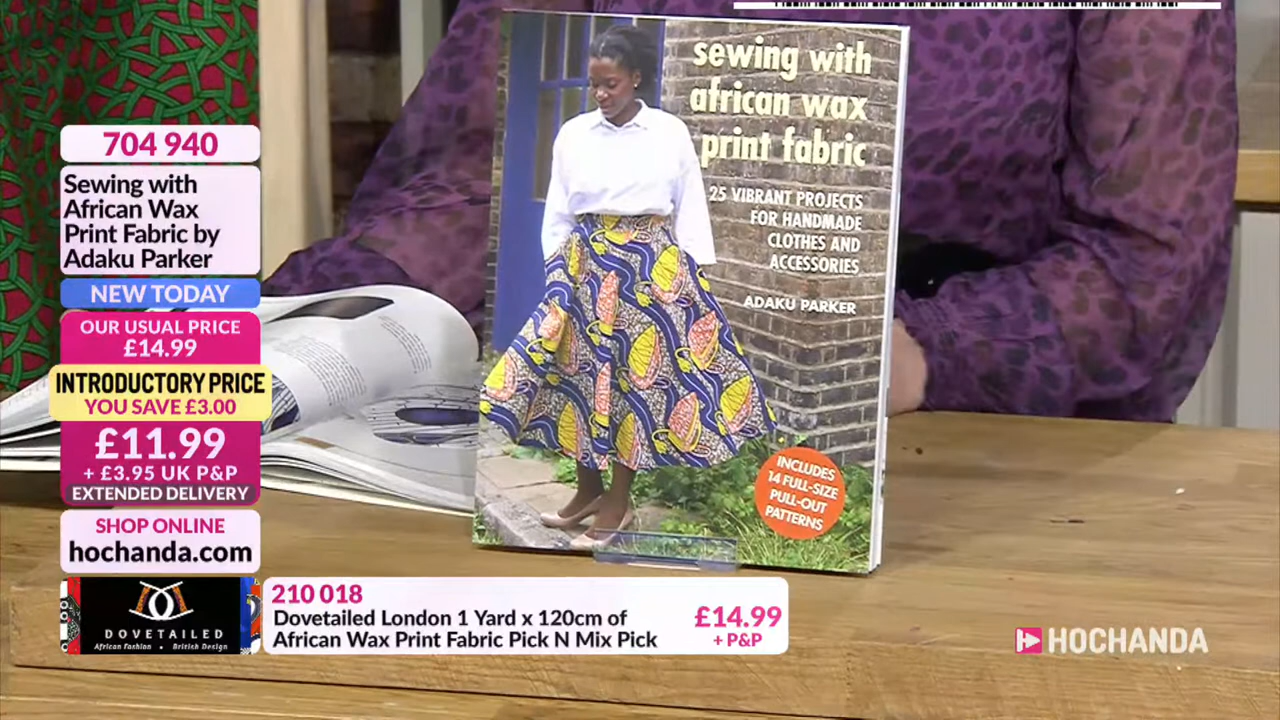 704 940
Sewing with
African Wax
Print Fabric by
Adaku Parker
NEW TODAY
OUR USUAL PRICE
£14.99
INTRODUCTORY PRICE
YOU SAVE £3.00
£11.99
+ £3.95 UK P&P
EXTENDED DELIVERY
SHOP ONLINE
hochanda.com
DOVETAILED
African Fashion • British Design
210 018
Dovetailed London 1 Yard x 120cm of
African Wax Print Fabric Pick N Mix Pick
£14.99
+ P&P
sewing with
african wax
print fabric
25 VIBRANT PROJECTS
FOR HANDMADE
CLOTHES AND
ACCESSORIES
ADAKU PARKER
INCLUDES
14 FULL-SIZE
PULL-OUT
PATTERNS
HOCHANDA